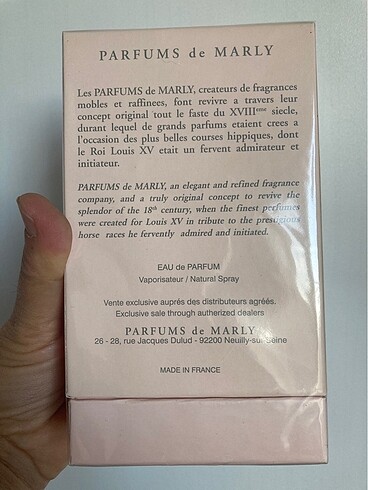 PARFUMS de MARLY
Les PARFUMS de MARLY, createurs de fragrances
mobles et raffinees, font revivre a travers leur
concept original tout le faste du XVIIIeme siecle,
durant lequel de grands parfums etaient crees a
l'occasion des plus belles courses hippiques, dont
le Roi Louis XV etait un fervent admirateur et
initiateur.
PARFUMS de MARLY, an elegant and refined fragrance
company, and a truly original concept to revive the
splendor of the 18th century, when the finest perfumes
were created for Louis XV in tribute to the prestigious
horse races he fervently admired and initiated.
EAU de PARFUM
Vaporisateur / Natural Spray
Vente exclusive auprés des distributeurs agréés.
Exclusive sale through autherized dealers
PARFUMS de MARLY
26 - 28, rue Jacques Dulud - 92200 Neuilly-sur-Seine
MADE IN FRANCE